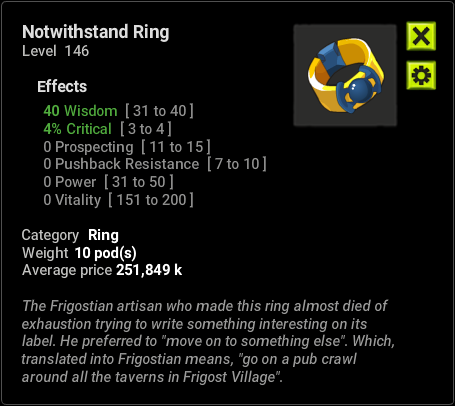 Notwithstand Ring
Level 146
Effects
40 Wisdom [ 31 to 40 ]
4% Critical [ 3 to 4 ]
0 Prospecting [ 11 to 15 ]
0 Pushback Resistance [ 7 to 10 ]
0 Power [ 31 to 50 ]
0 Vitality [ 151 to 200 ]
Category Ring
Weight 10 pod(s)
Average price 251,849 k
The Frigostian artisan who made this ring almost died of
exhaustion trying to write something interesting on its
label. He preferred to "move on to something else". Which,
translated into Frigostian means, "go on a pub crawl
around all the taverns in Frigost Village".